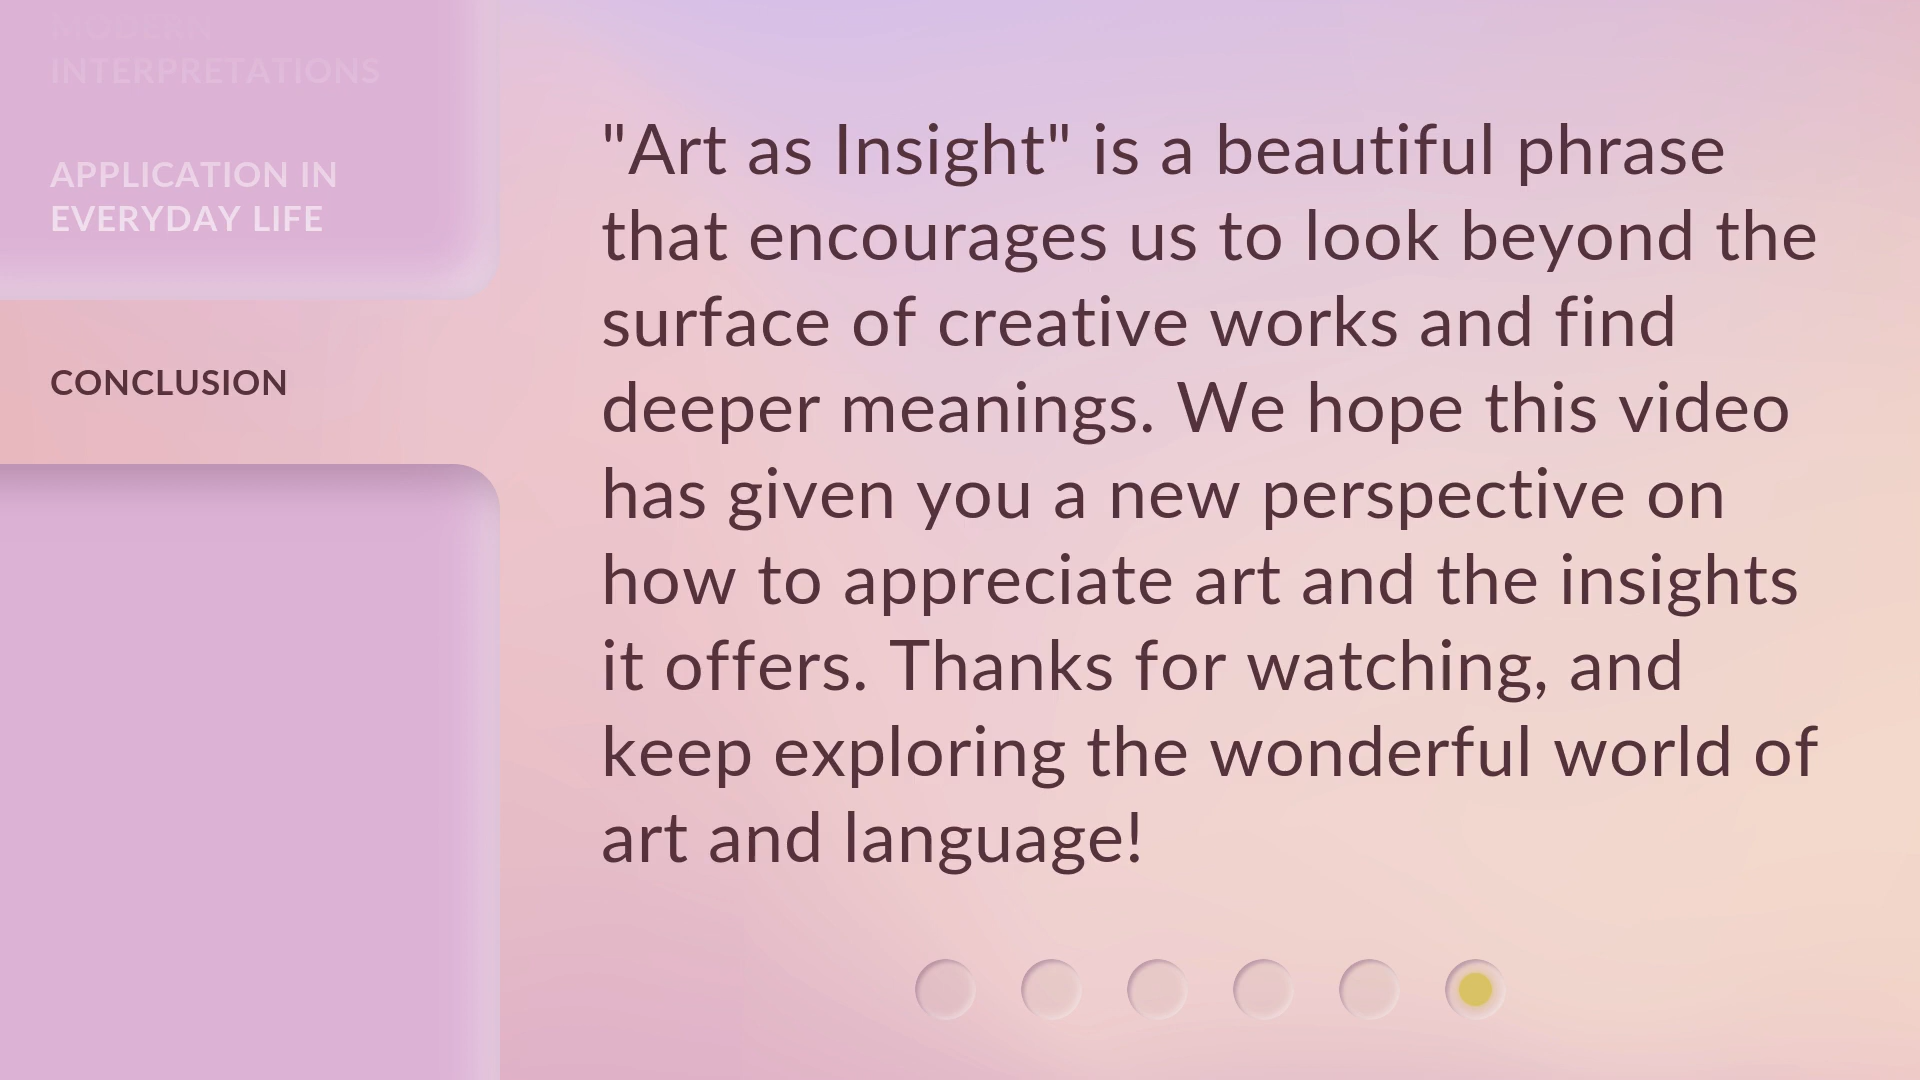 MODERN
INTERPRETATIONS
APPLICATION IN
EVERYDAY LIFE
CONCLUSION
"Art as Insight" is a beautiful phrase
that encourages us to look beyond the
surface of creative works and find
deeper meanings. We hope this video
has given you a new perspective on
how to appreciate art and the insights
it offers. Thanks for watching, and
keep exploring the wonderful world of
art and language!